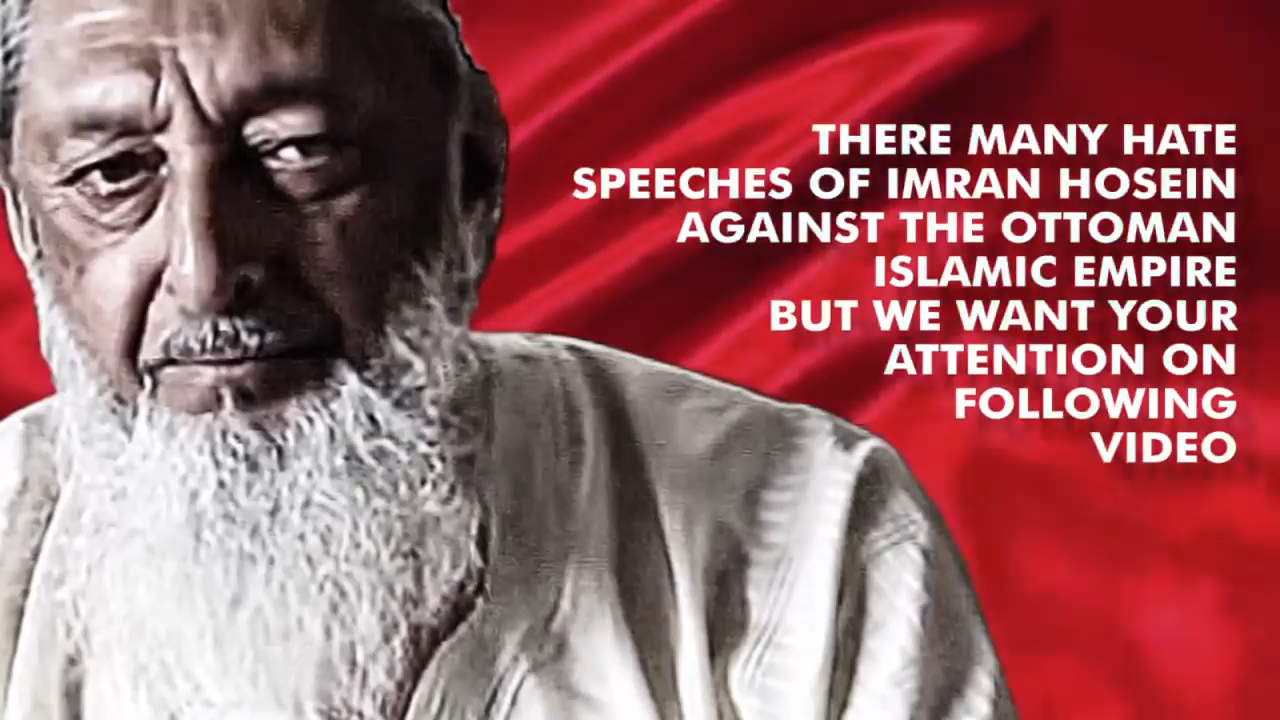 THERE MANY HATE
SPEECHES OF IMRAN HOSEIN
AGAINST THE OTTOMAN
ISLAMIC EMPIRE
BUT WE WANT YOUR
ATTENTION ON
FOLLOWING
VIDEO